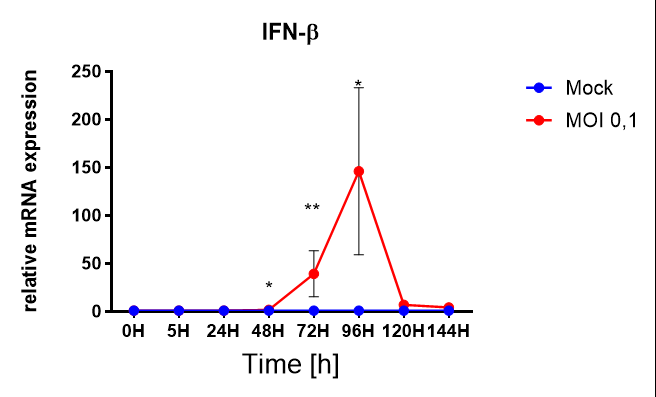 IFN-β
relative mRNA expression
250
200
150
100
50
0
*
**
*
0H 5H 24H 48H 72H 96H 120H 144H
Time [h]
Mock
MOI 0,1